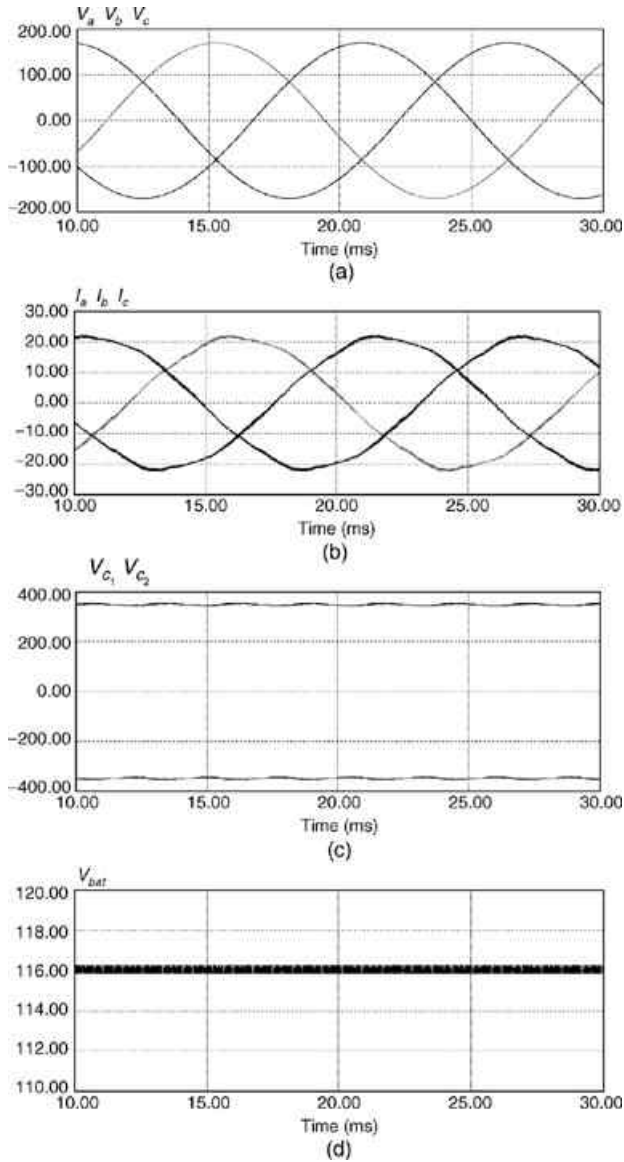 Va Vb Vc
200.00
100.00
0.00
−100.00
−200.00
10.00 15.00 20.00 25.00 30.00
Time (ms)
(a)
Ia Ib Ic
30.00
20.00
10.00
0.00
−10.00
−20.00
−30.00
10.00 15.00 20.00 25.00 30.00
Time (ms)
(b)
VC1 VC2
400.00
200.00
0.00
−200.00
−400.00
10.00 15.00 20.00 25.00 30.00
Time (ms)
(c)
Vbat
120.00
118.00
116.00
114.00
112.00
110.00
10.00 15.00 20.00 25.00 30.00
Time (ms)
(d)